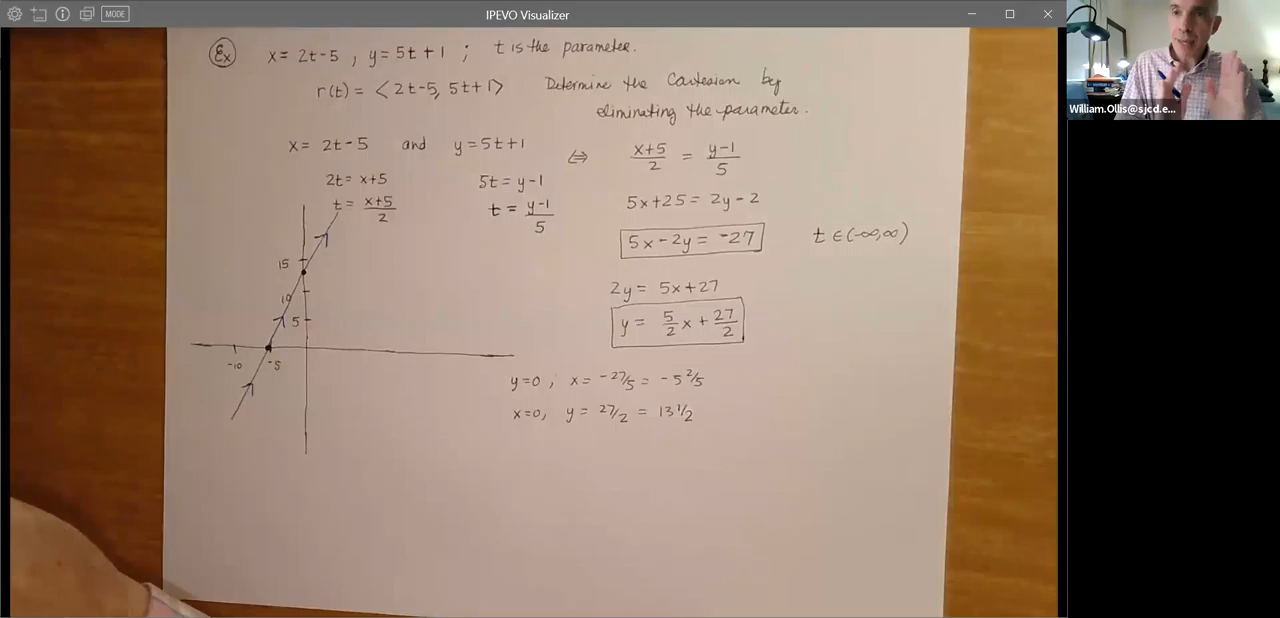 MODE
IPEVO Visualizer
William.Ollis@sjcd.e...
Ex x = 2t-5 , y = 5t+1 ; t is the parameter.
r(t) = <2t-5, 5t+1> Determine the Cartesian by
eliminating the parameter.
x = 2t-5 and y = 5t+1 ⇔ x+5/2 = y-1/5
2t = x+5 5t = y-1
t = x+5/2 t = y-1/5
5x+25 = 2y-2
5x-2y = -27 t ∈ (-∞,∞)
2y = 5x+27
y = 5/2 x + 27/2
15
10
5
-10 -5
y=0 , x = -27/5 = -5 2/5
x=0, y = 27/2 = 13 1/2